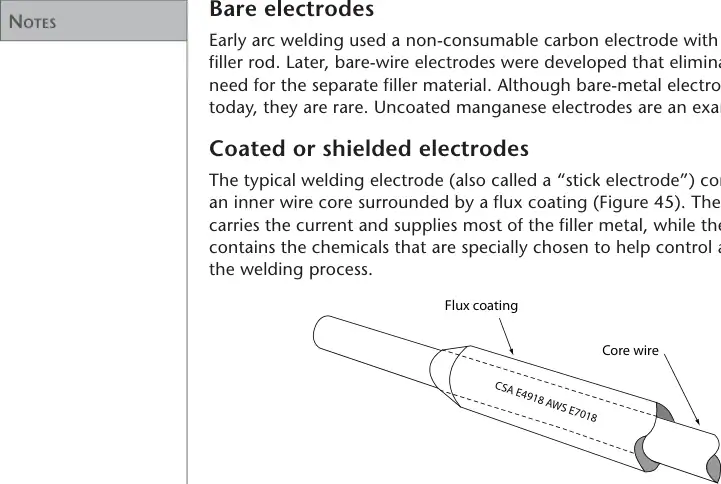 NOTES
Bare electrodes
Early arc welding used a non-consumable carbon electrode with
filler rod. Later, bare-wire electrodes were developed that elimina
need for the separate filler material. Although bare-metal electro
today, they are rare. Uncoated manganese electrodes are an exa
Coated or shielded electrodes
The typical welding electrode (also called a “stick electrode”) co
an inner wire core surrounded by a flux coating (Figure 45). The
carries the current and supplies most of the filler metal, while the
contains the chemicals that are specially chosen to help control a
the welding process.
Flux coating
Core wire
CSA E4918 AWS E7018